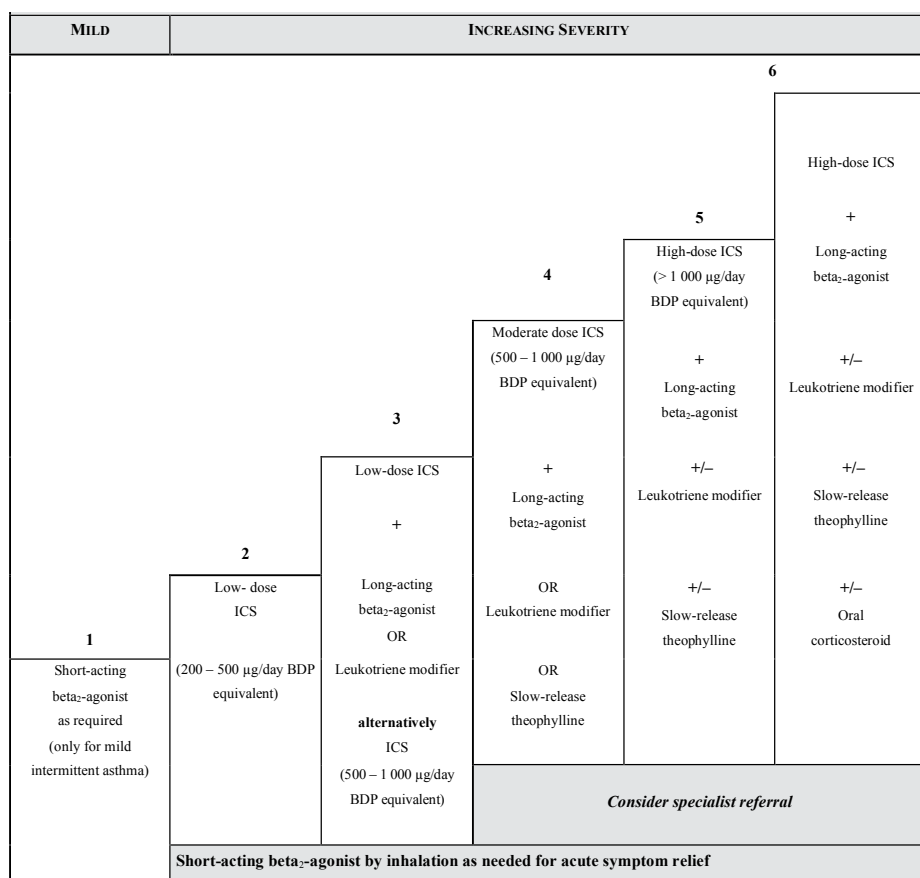 MILD
INCREASING SEVERITY
1
Short-acting
beta₂-agonist
as required
(only for mild
intermittent asthma)
2
Low- dose
ICS
(200 – 500 µg/day BDP
equivalent)
3
Low-dose ICS
+
Long-acting
beta₂-agonist
OR
Leukotriene modifier
alternatively
ICS
(500 – 1 000 µg/day
BDP equivalent)
4
Moderate dose ICS
(500 – 1 000 µg/day
BDP equivalent)
+
Long-acting
beta₂-agonist
OR
Leukotriene modifier
OR
Slow-release
theophylline
5
High-dose ICS
(> 1 000 µg/day
BDP equivalent)
+
Long-acting
beta₂-agonist
+/–
Leukotriene modifier
+/–
Slow-release
theophylline
6
High-dose ICS
+
Long-acting
beta₂-agonist
+/–
Leukotriene modifier
+/–
Slow-release
theophylline
+/–
Oral
corticosteroid
Consider specialist referral
Short-acting beta₂-agonist by inhalation as needed for acute symptom relief